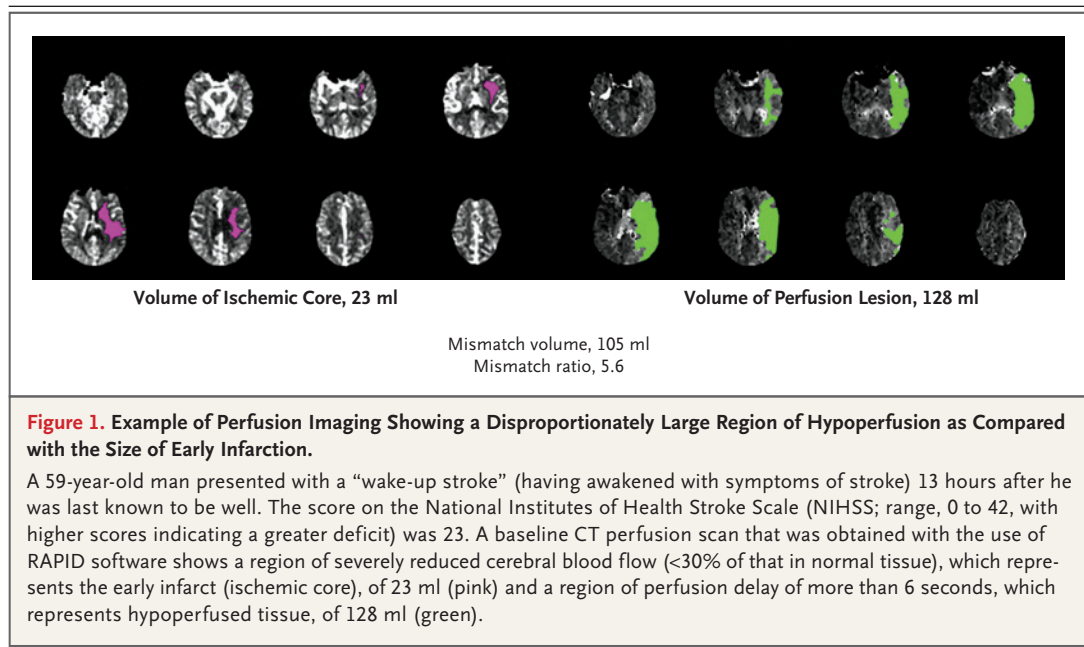 Volume of Ischemic Core, 23 ml
Volume of Perfusion Lesion, 128 ml
Mismatch volume, 105 ml
Mismatch ratio, 5.6
Figure 1. Example of Perfusion Imaging Showing a Disproportionately Large Region of Hypoperfusion as Compared
with the Size of Early Infarction.
A 59-year-old man presented with a “wake-up stroke” (having awakened with symptoms of stroke) 13 hours after he
was last known to be well. The score on the National Institutes of Health Stroke Scale (NIHSS; range, 0 to 42, with
higher scores indicating a greater deficit) was 23. A baseline CT perfusion scan that was obtained with the use of
RAPID software shows a region of severely reduced cerebral blood flow (<30% of that in normal tissue), which repre-
sents the early infarct (ischemic core), of 23 ml (pink) and a region of perfusion delay of more than 6 seconds, which
represents hypoperfused tissue, of 128 ml (green).